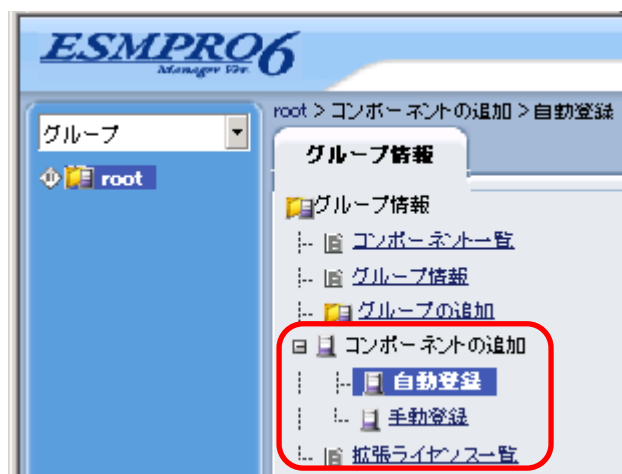 ESMPRO6
Manager Ver.
root > コンポーネントの追加 > 自動登録
グループ
グループ情報
root
グループ情報
コンポーネント一覧
グループ情報
グループの追加
コンポーネントの追加
自動登録
手動登録
拡張ライセンス一覧